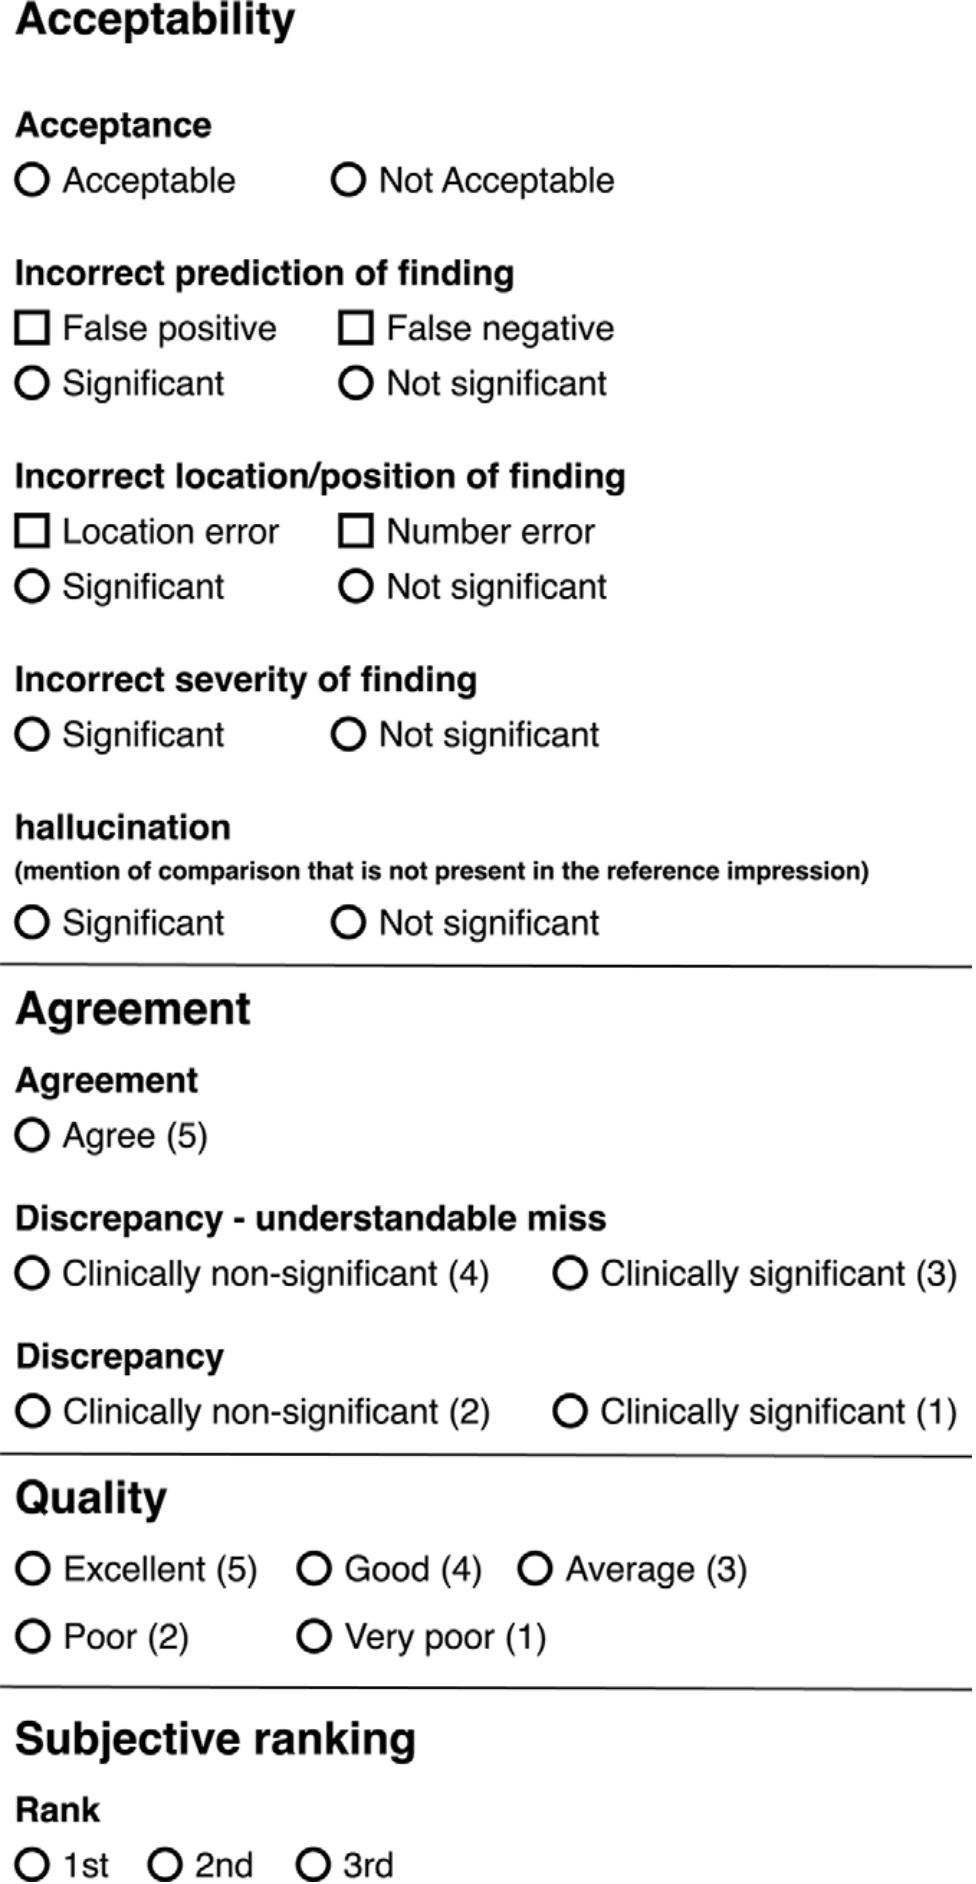 Acceptability
Acceptance
Acceptable Not Acceptable
Incorrect prediction of finding
False positive False negative
Significant Not significant
Incorrect location/position of finding
Location error Number error
Significant Not significant
Incorrect severity of finding
Significant Not significant
hallucination
(mention of comparison that is not present in the reference impression)
Significant Not significant
Agreement
Agreement
Agree (5)
Discrepancy - understandable miss
Clinically non-significant (4) Clinically significant (3)
Discrepancy
Clinically non-significant (2) Clinically significant (1)
Quality
Excellent (5) Good (4) Average (3)
Poor (2) Very poor (1)
Subjective ranking
Rank
1st 2nd 3rd